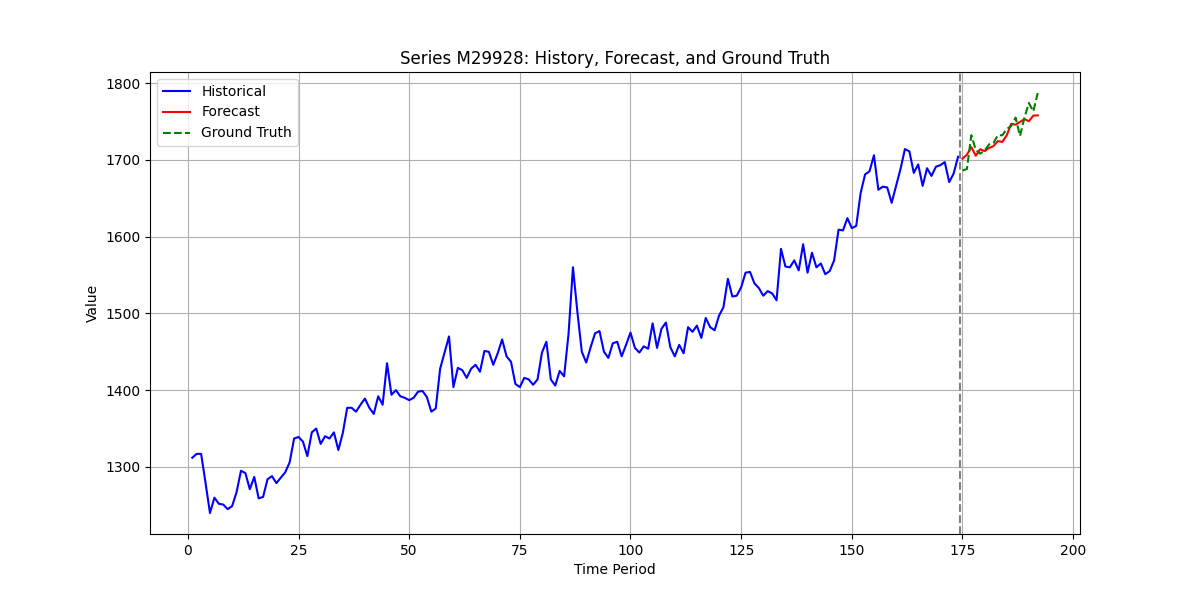 Series M29928: History, Forecast, and Ground Truth
Historical
Forecast
Ground Truth
1800
1700
1600
1500
1400
1300
Value
0 25 50 75 100 125 150 175 200
Time Period